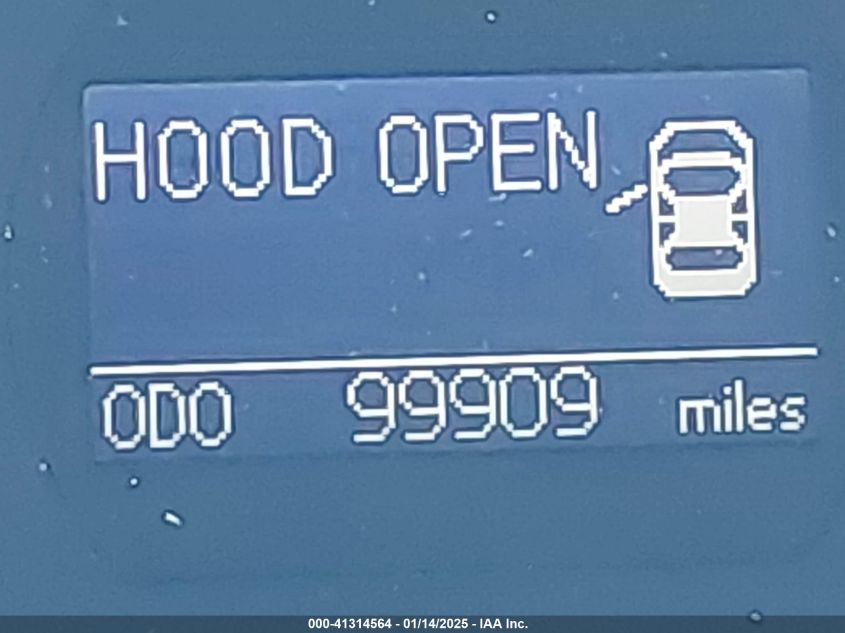 HOOD OPEN
ODO 99909 miles
000-41314564 - 01/14/2025 - IAA Inc.